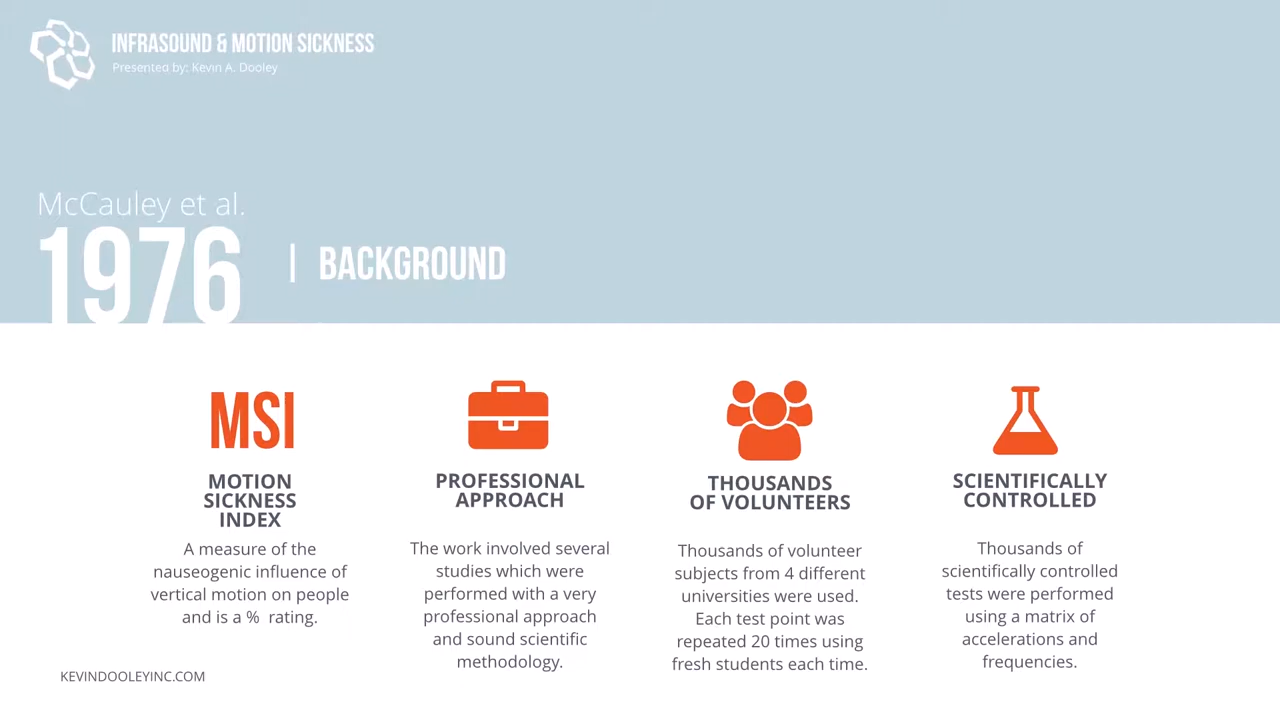 INFRASOUND & MOTION SICKNESS
Presented by: Kevin A. Dooley
McCauley et al.
1976
| BACKGROUND
MSI
MOTION
SICKNESS
INDEX
A measure of the
nauseogenic influence of
vertical motion on people
and is a % rating.
PROFESSIONAL
APPROACH
The work involved several
studies which were
performed with a very
professional approach
and sound scientific
methodology.
THOUSANDS
OF VOLUNTEERS
Thousands of volunteer
subjects from 4 different
universities were used.
Each test point was
repeated 20 times using
fresh students each time.
SCIENTIFICALLY
CONTROLLED
Thousands of
scientifically controlled
tests were performed
using a matrix of
accelerations and
frequencies.
KEVINDOOLEYINC.COM